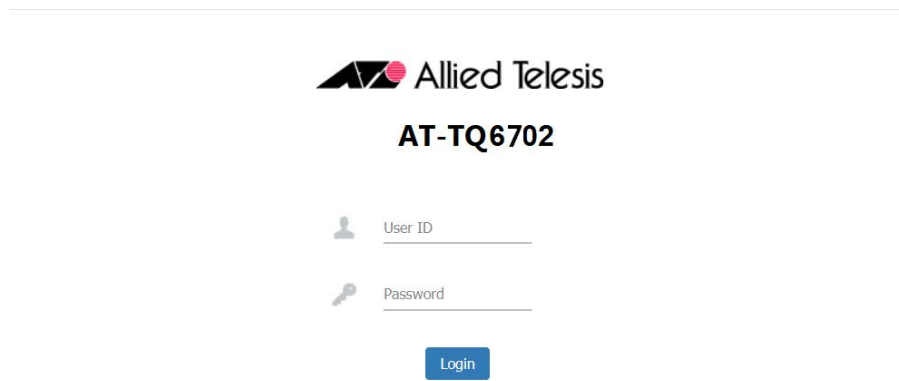 Allied Telesis
AT-TQ6702
User ID
Password
Login